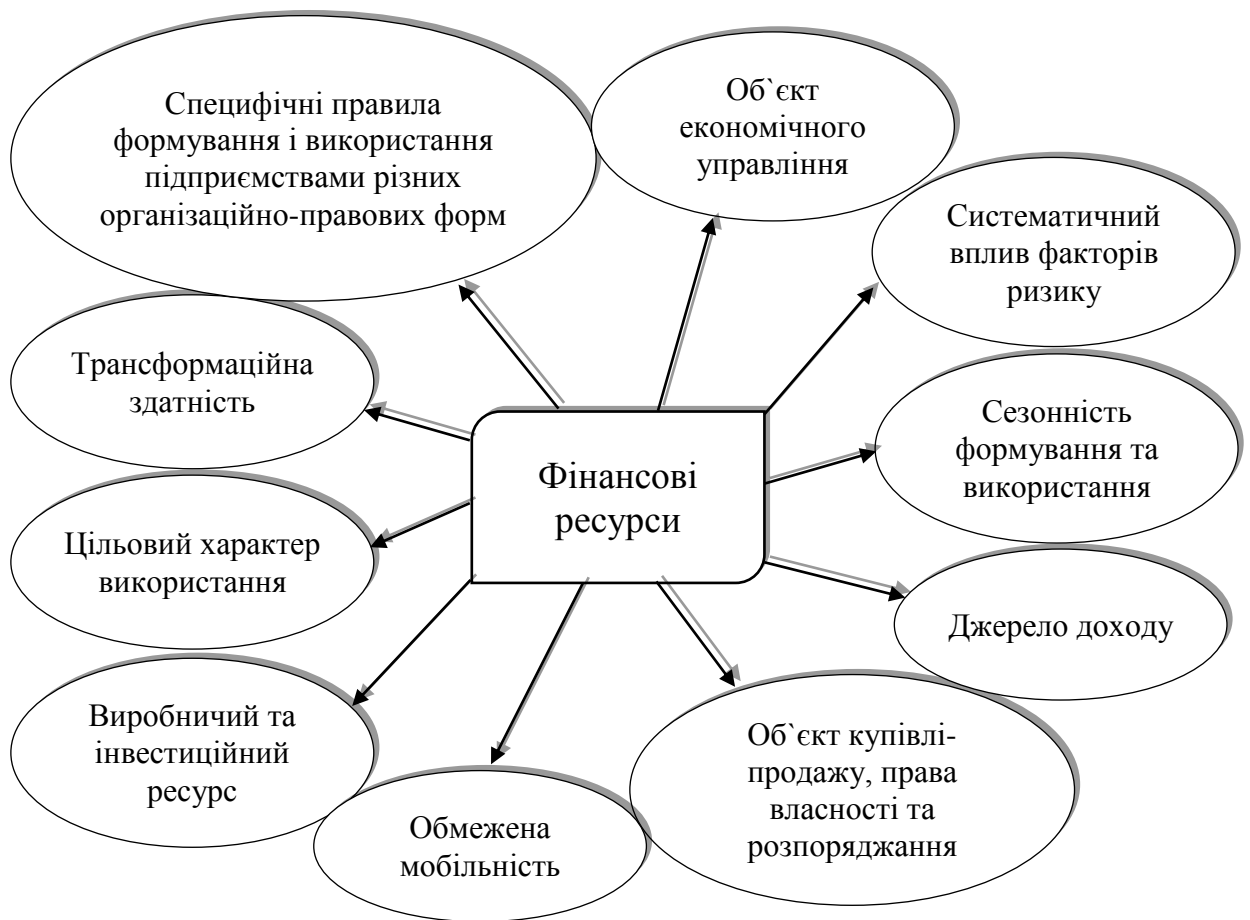 Специфічні правила
формування і використання
підприємствами різних
організаційно-правових форм
Об`єкт
економічного
управління
Систематичний
вплив факторів
ризику
Трансформаційна
здатність
Сезонність
формування та
використання
Фінансові
ресурси
Цільовий характер
використання
Джерело доходу
Виробничий та
інвестиційний
ресурс
Об`єкт купівлі-
продажу, права
власності та
розпоряджання
Обмежена
мобільність